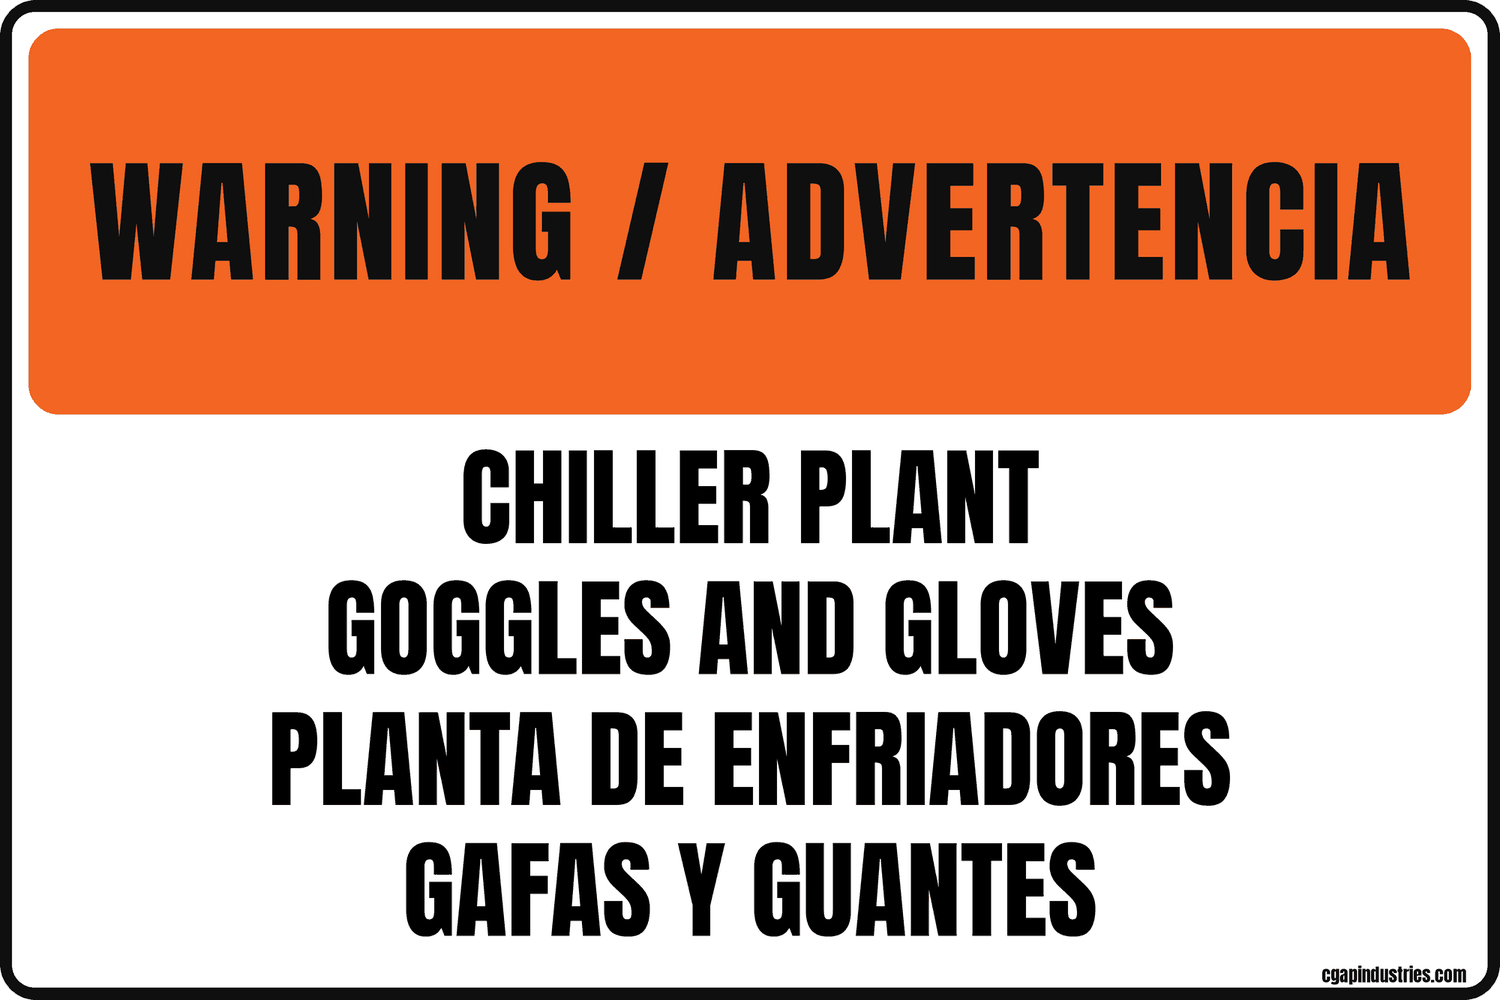 WARNING / ADVERTENCIA
CHILLER PLANT
GOGGLES AND GLOVES
PLANTA DE ENFRIADORES
GAFAS Y GUANTES
cgapindustries.com